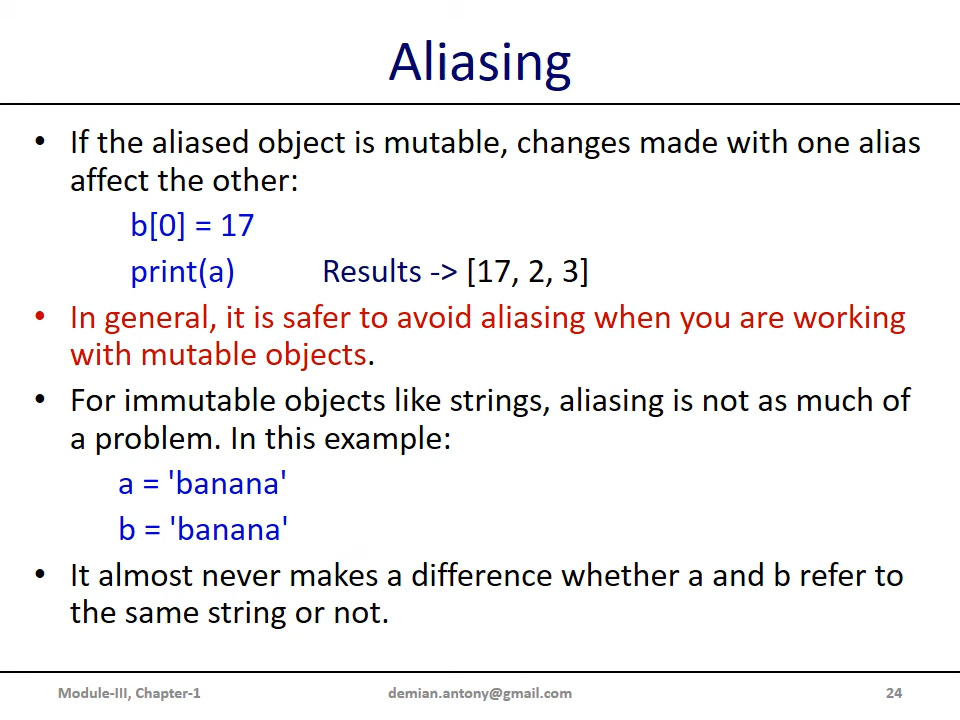 Aliasing
• If the aliased object is mutable, changes made with one alias
affect the other:
b[0] = 17
print(a) Results -> [17, 2, 3]
• In general, it is safer to avoid aliasing when you are working
with mutable objects.
• For immutable objects like strings, aliasing is not as much of
a problem. In this example:
a = 'banana'
b = 'banana'
• It almost never makes a difference whether a and b refer to
the same string or not.
Module-III, Chapter-1 demian.antony@gmail.com 24